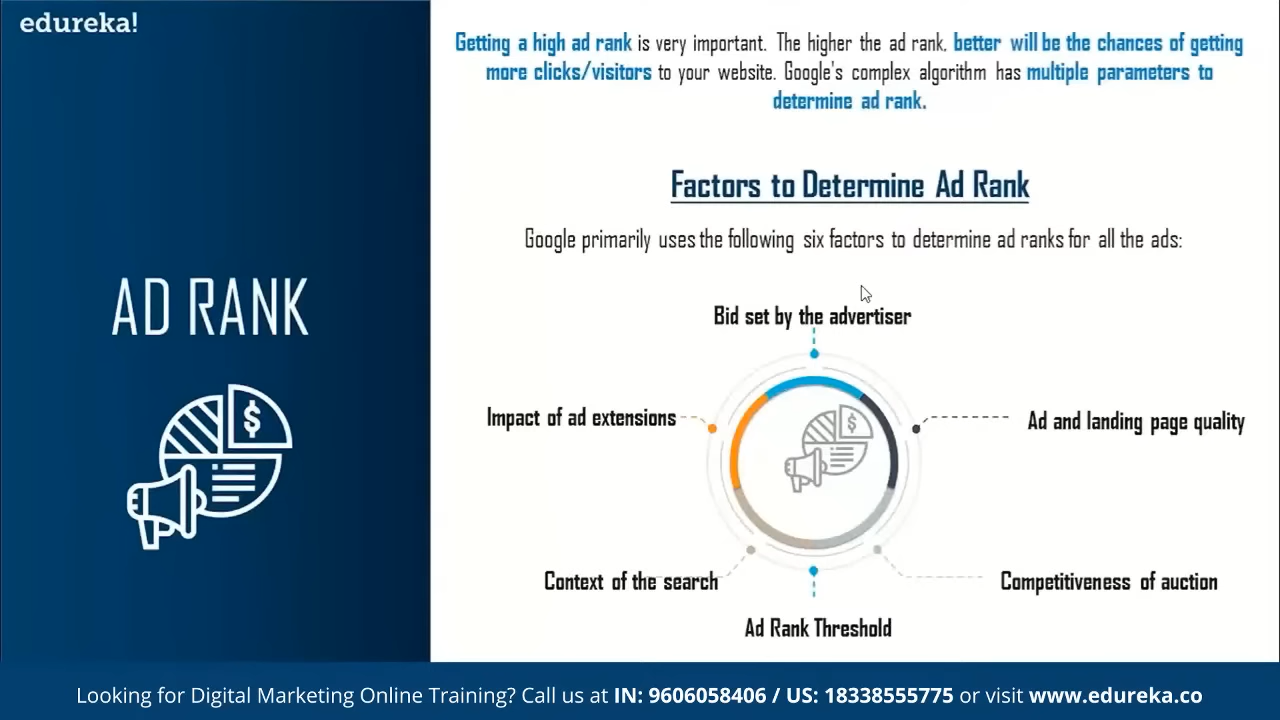 edureka!
Getting a high ad rank is very important. The higher the ad rank, better will be the chances of getting
more clicks/visitors to your website. Google's complex algorithm has multiple parameters to
determine ad rank.
Factors to Determine Ad Rank
Google primarily uses the following six factors to determine ad ranks for all the ads:
AD RANK
Bid set by the advertiser
Impact of ad extensions
Ad and landing page quality
Context of the search
Competitiveness of auction
Ad Rank Threshold
$
$
Looking for Digital Marketing Online Training? Call us at IN: 9606058406 / US: 18338555775 or visit www.edureka.co